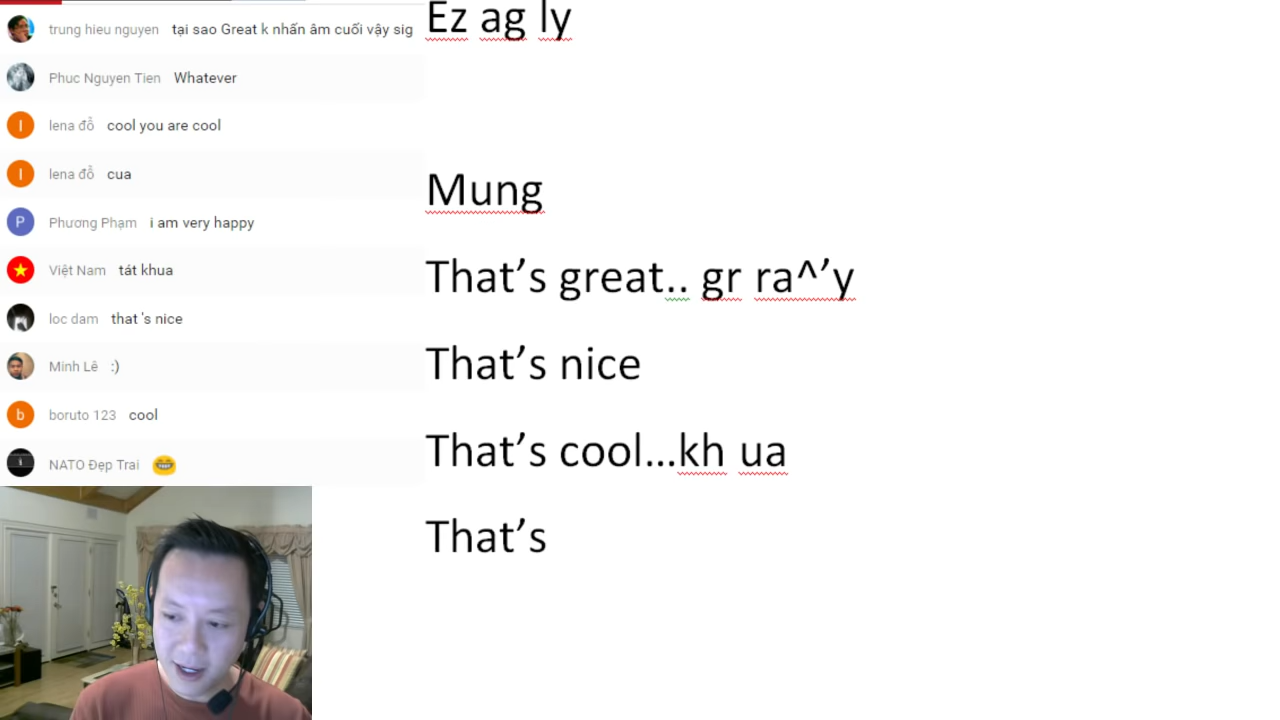 trung hieu nguyen tại sao Great k nhấn âm cuối vậy sig
Phuc Nguyen Tien Whatever
lena đỗ cool you are cool
lena đỗ cua
Phương Phạm i am very happy
Việt Nam tát khua
loc dam that 's nice
Minh Lê :)
boruto 123 cool
NATO Đẹp Trai
Ez ag ly
Mung
That’s great.. gr ra^’y
That’s nice
That’s cool...kh ua
That’s